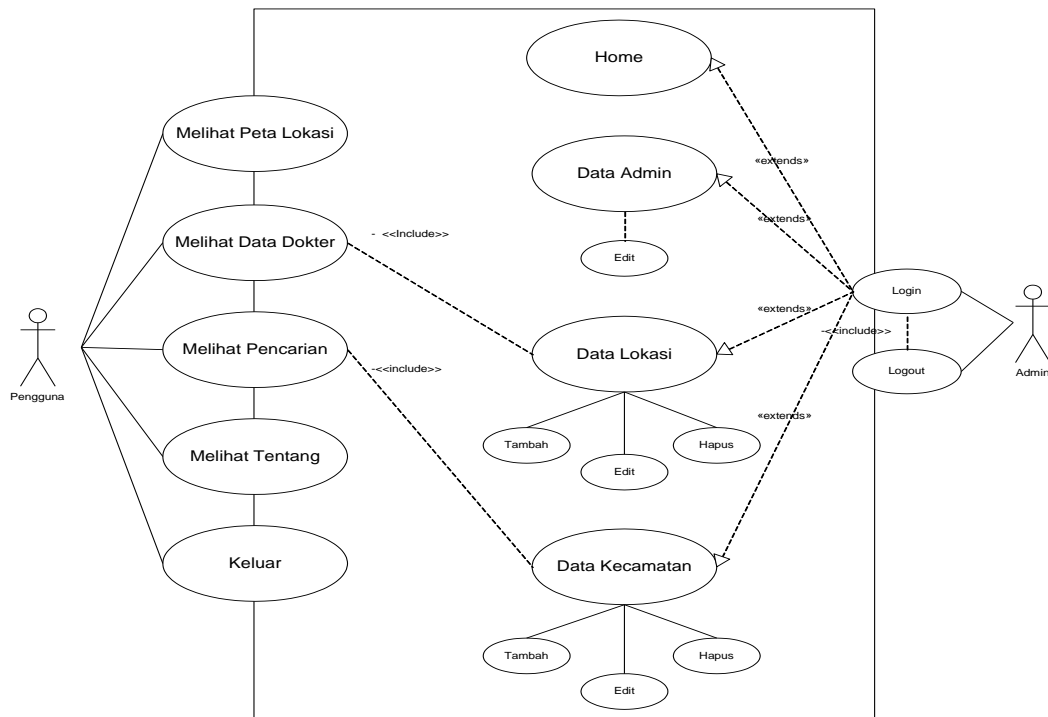 Home
Melihat Peta Lokasi
«extends»
Data Admin
«extends»
- <<Include>>
Melihat Data Dokter
Edit
Login
«extends»
-<<include>>
Melihat Pencarian
-<<include>>
Data Lokasi
Logout
Admin
Pengguna
«extends»
Tambah
Hapus
Melihat Tentang
Edit
Keluar
Data Kecamatan
Tambah
Hapus
Edit